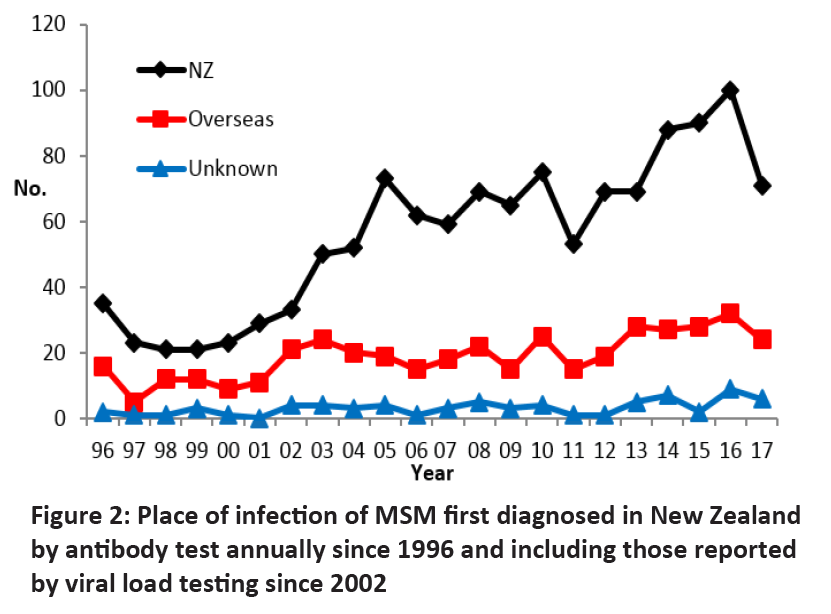 120
100
80
60
40
20
0
No.
NZ
Overseas
Unknown
96 97 98 99 00 01 02 03 04 05 06 07 08 09 10 11 12 13 14 15 16 17
Year
Figure 2: Place of infection of MSM first diagnosed in New Zealand
by antibody test annually since 1996 and including those reported
by viral load testing since 2002